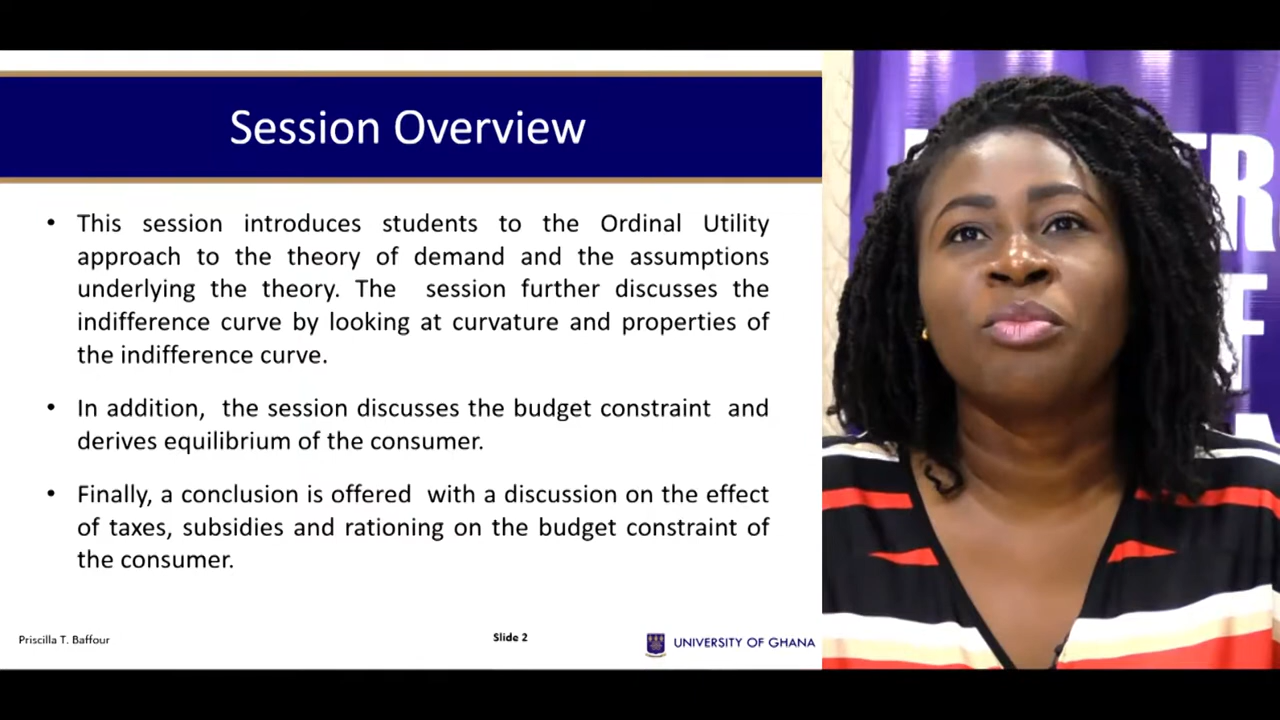 Session Overview
• This session introduces students to the Ordinal Utility
approach to the theory of demand and the assumptions
underlying the theory. The session further discusses the
indifference curve by looking at curvature and properties of
the indifference curve.
• In addition, the session discusses the budget constraint and
derives equilibrium of the consumer.
• Finally, a conclusion is offered with a discussion on the effect
of taxes, subsidies and rationing on the budget constraint of
the consumer.
Priscilla T. Baffour
Slide 2
UNIVERSITY OF GHANA